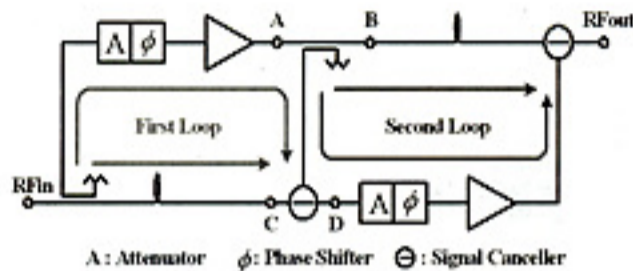 A
B
RFout
A ϕ
First Loop
Second Loop
RFin
C
D
A ϕ
A : Attenuator ϕ : Phase Shifter ⊖ : Signal Canceller